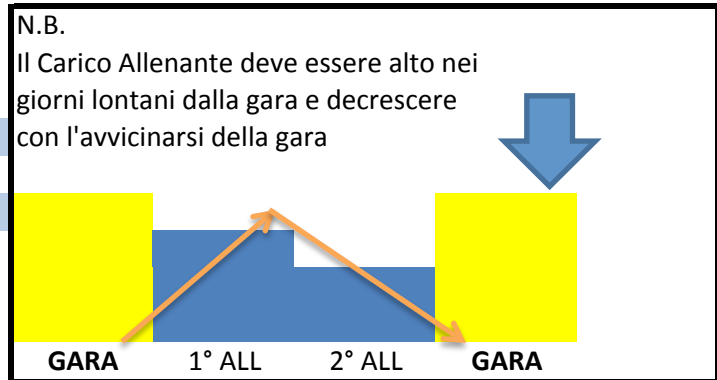 N.B.
Il Carico Allenante deve essere alto nei
giorni lontani dalla gara e decrescere
con l'avvicinarsi della gara
GARA 1° ALL 2° ALL GARA